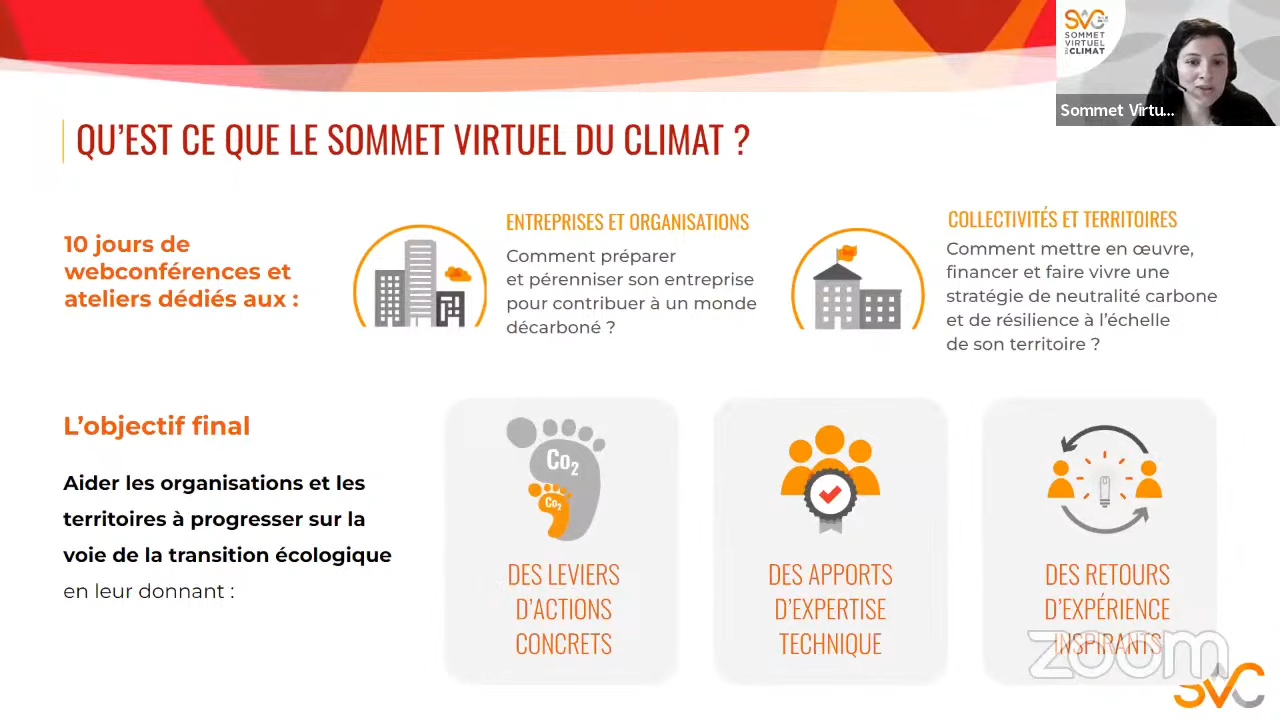 SVC
SOMMET
VIRTUEL
DU CLIMAT
Sommet Virtu...
QU'EST CE QUE LE SOMMET VIRTUEL DU CLIMAT ?
10 jours de
webconférences et
ateliers dédiés aux :
ENTREPRISES ET ORGANISATIONS
Comment préparer
et pérenniser son entreprise
pour contribuer à un monde
décarboné ?
COLLECTIVITÉS ET TERRITOIRES
Comment mettre en œuvre,
financer et faire vivre une
stratégie de neutralité carbone
et de résilience à l'échelle
de son territoire ?
L'objectif final
Aider les organisations et les
territoires à progresser sur la
voie de la transition écologique
en leur donnant :
CO2
CO2
DES LEVIERS
D'ACTIONS
CONCRETS
DES APPORTS
D'EXPERTISE
TECHNIQUE
DES RETOURS
D'EXPÉRIENCE
INSPIRANTS
zoom
SVC